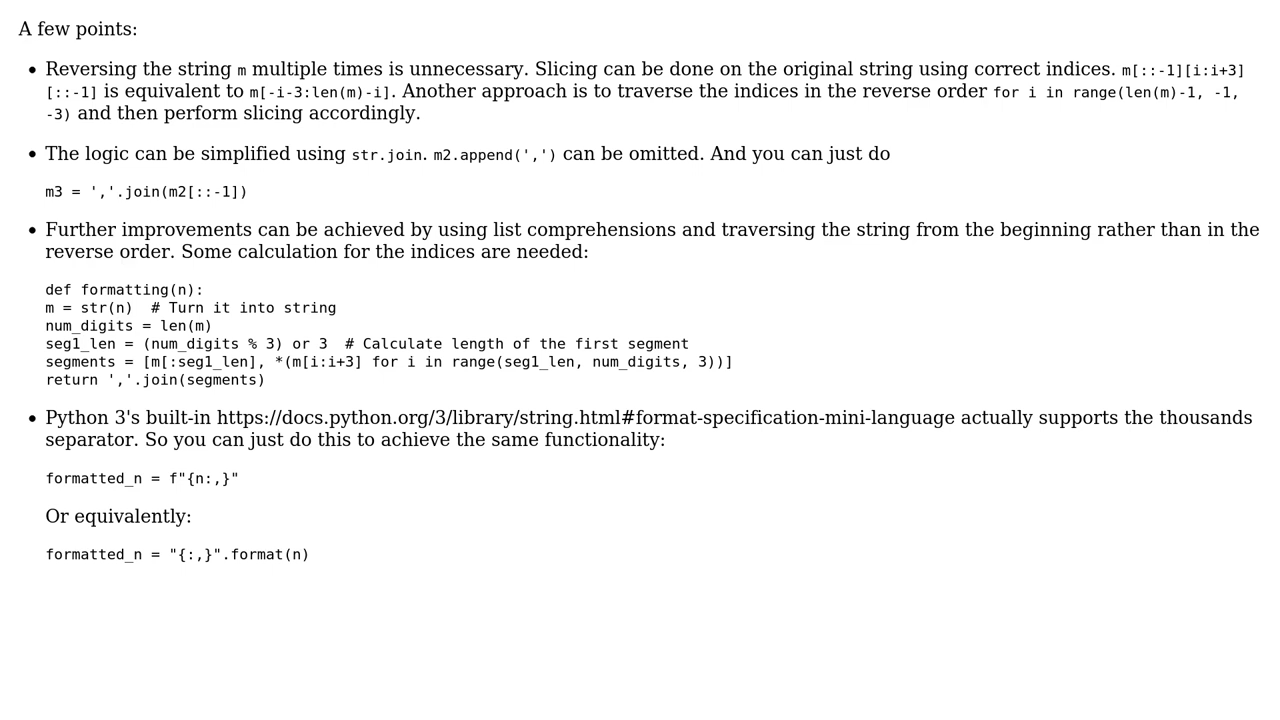 A few points:
• Reversing the string m multiple times is unnecessary. Slicing can be done on the original string using correct indices. m[::-1][i:i+3]
[::-1] is equivalent to m[-i-3:len(m)-i]. Another approach is to traverse the indices in the reverse order for i in range(len(m)-1, -1,
-3) and then perform slicing accordingly.
• The logic can be simplified using str.join. m2.append(',') can be omitted. And you can just do
m3 = ','.join(m2[::-1])
• Further improvements can be achieved by using list comprehensions and traversing the string from the beginning rather than in the
reverse order. Some calculation for the indices are needed:
def formatting(n):
m = str(n)  # Turn it into string
num_digits = len(m)
seg1_len = (num_digits % 3) or 3  # Calculate length of the first segment
segments = [m[:seg1_len], *(m[i:i+3] for i in range(seg1_len, num_digits, 3))]
return ','.join(segments)
• Python 3's built-in https://docs.python.org/3/library/string.html#format-specification-mini-language actually supports the thousands
separator. So you can just do this to achieve the same functionality:
formatted_n = f"{n:,}"
Or equivalently:
formatted_n = "{:,}".format(n)